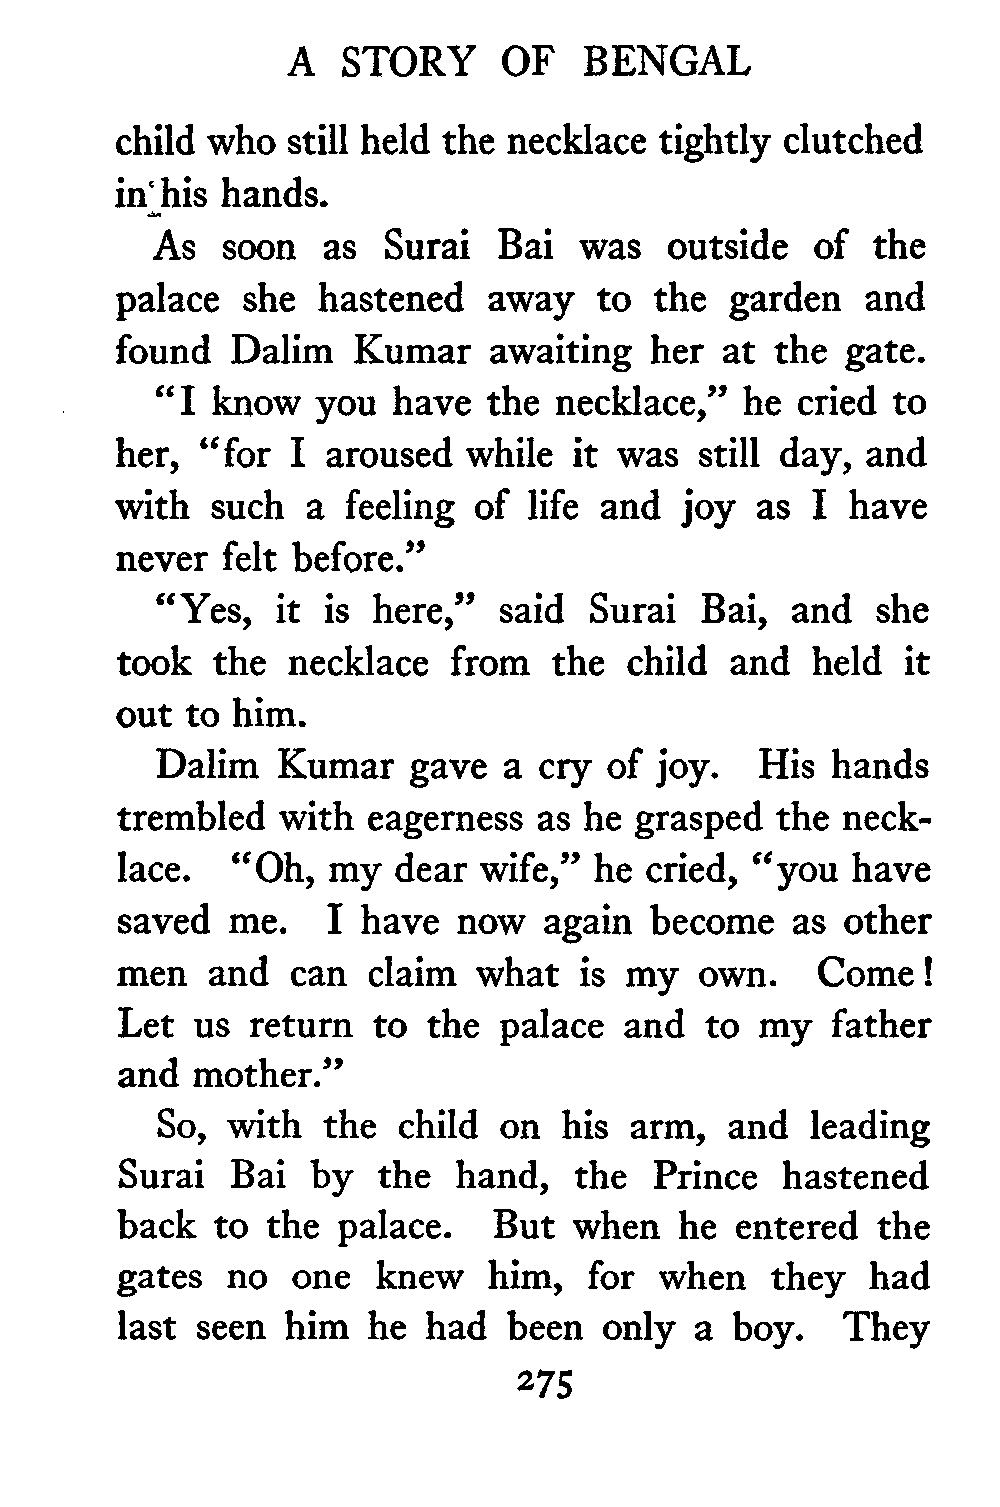 A STORY OF BENGAL
child who still held the necklace tightly clutched
in his hands.
As soon as Surai Bai was outside of the
palace she hastened away to the garden and
found Dalim Kumar awaiting her at the gate.
“I know you have the necklace,” he cried to
her, “for I aroused while it was still day, and
with such a feeling of life and joy as I have
never felt before.”
“Yes, it is here,” said Surai Bai, and she
took the necklace from the child and held it
out to him.
Dalim Kumar gave a cry of joy. His hands
trembled with eagerness as he grasped the neck-
lace. “Oh, my dear wife,” he cried, “you have
saved me. I have now again become as other
men and can claim what is my own. Come!
Let us return to the palace and to my father
and mother.”
So, with the child on his arm, and leading
Surai Bai by the hand, the Prince hastened
back to the palace. But when he entered the
gates no one knew him, for when they had
last seen him he had been only a boy. They
275